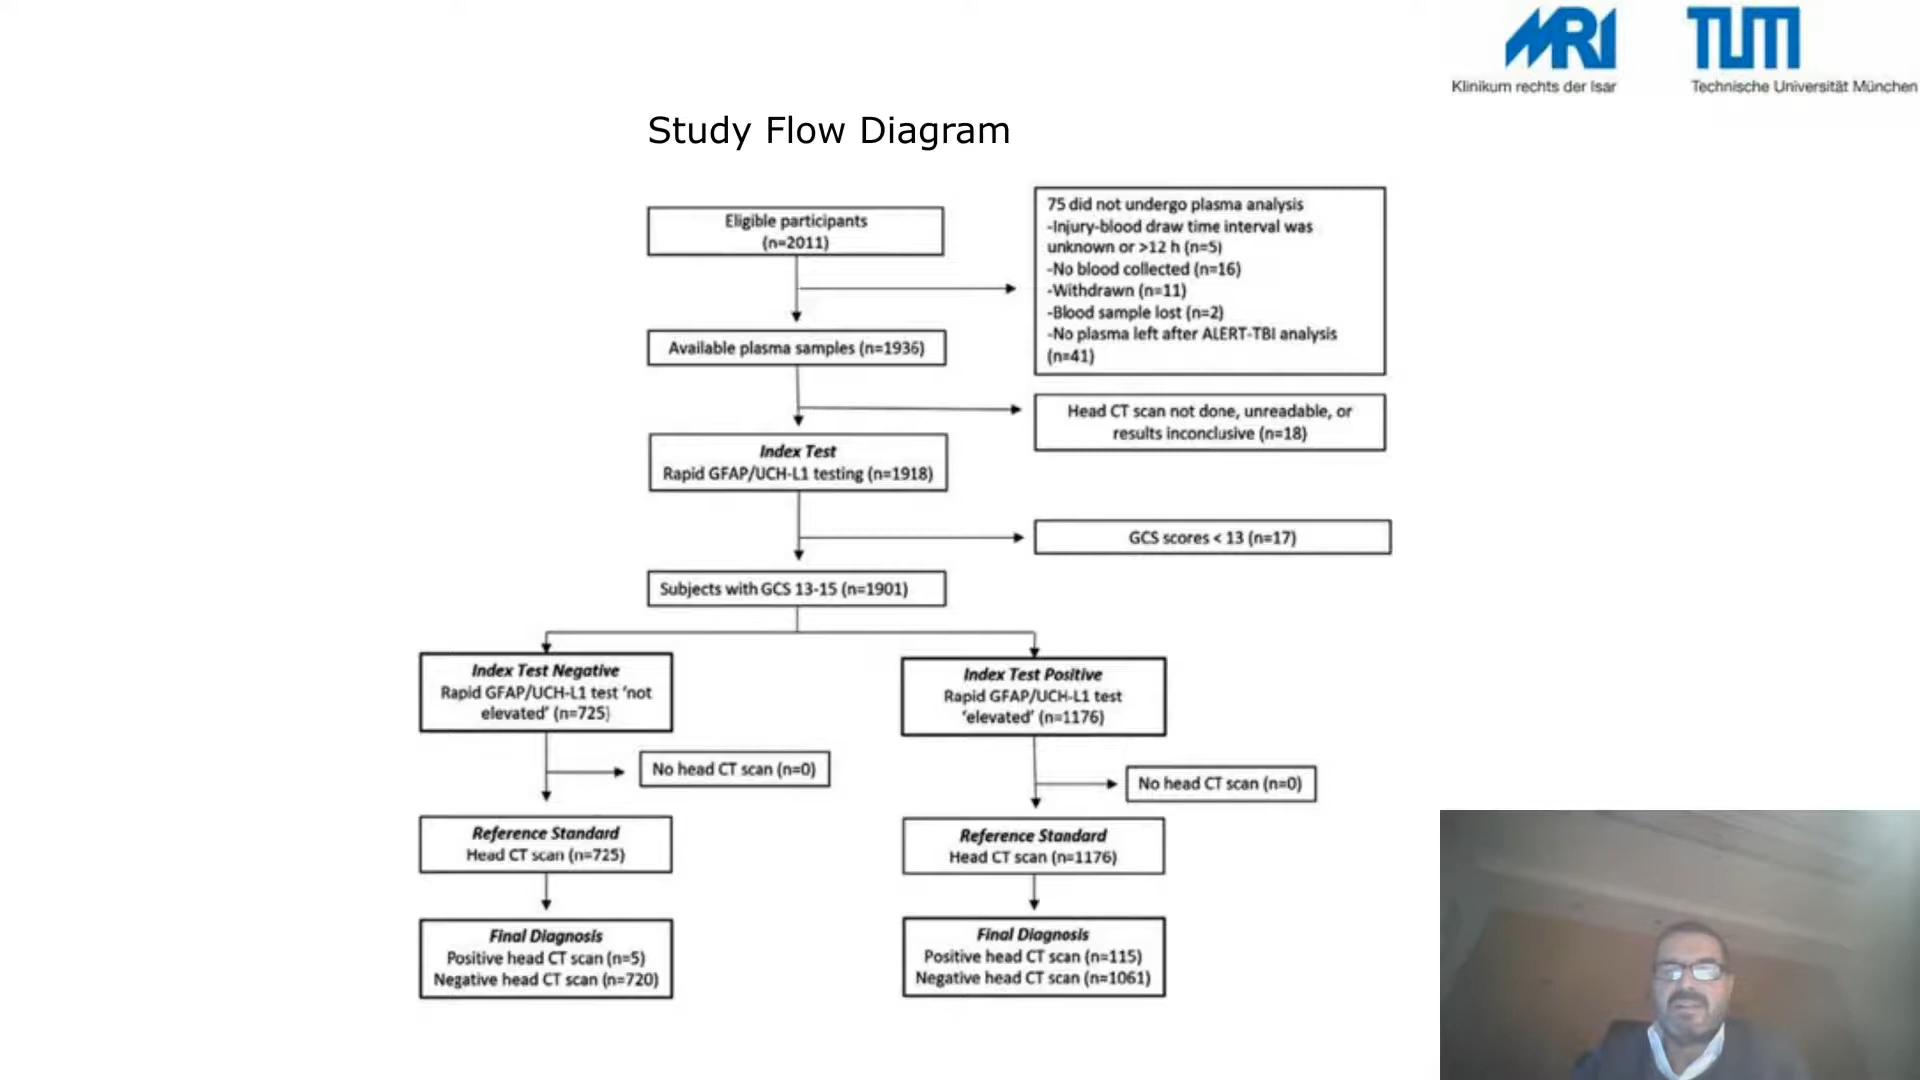 MRI
TUM
Klinikum rechts der Isar
Technische Universität München
Study Flow Diagram
Eligible participants
(n=2011)
75 did not undergo plasma analysis
-Injury-blood draw time interval was
unknown or >12 h (n=5)
-No blood collected (n=16)
-Withdrawn (n=11)
-Blood sample lost (n=2)
-No plasma left after ALERT-TBI analysis
(n=41)
Available plasma samples (n=1936)
Head CT scan not done, unreadable, or
results inconclusive (n=18)
Index Test
Rapid GFAP/UCH-L1 testing (n=1918)
GCS scores < 13 (n=17)
Subjects with GCS 13-15 (n=1901)
Index Test Negative
Rapid GFAP/UCH-L1 test ‘not
elevated’ (n=725)
Index Test Positive
Rapid GFAP/UCH-L1 test
‘elevated’ (n=1176)
No head CT scan (n=0)
No head CT scan (n=0)
Reference Standard
Head CT scan (n=725)
Reference Standard
Head CT scan (n=1176)
Final Diagnosis
Positive head CT scan (n=5)
Negative head CT scan (n=720)
Final Diagnosis
Positive head CT scan (n=115)
Negative head CT scan (n=1061)